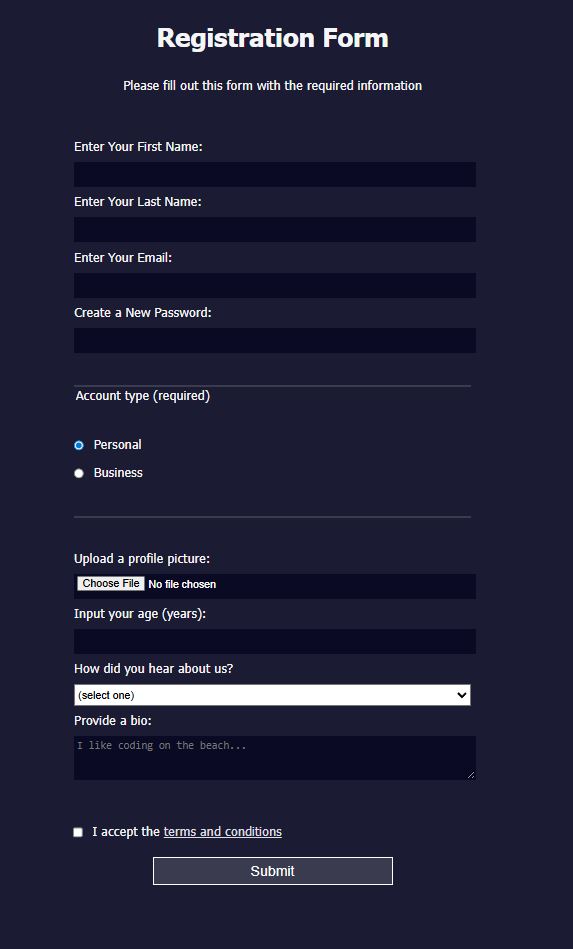 Registration Form
Please fill out this form with the required information
Enter Your First Name:
Enter Your Last Name:
Enter Your Email:
Create a New Password:
Account type (required)
Personal
Business
Upload a profile picture:
Choose File No file chosen
Input your age (years):
How did you hear about us?
(select one)
Provide a bio:
I like coding on the beach...
I accept the terms and conditions
Submit